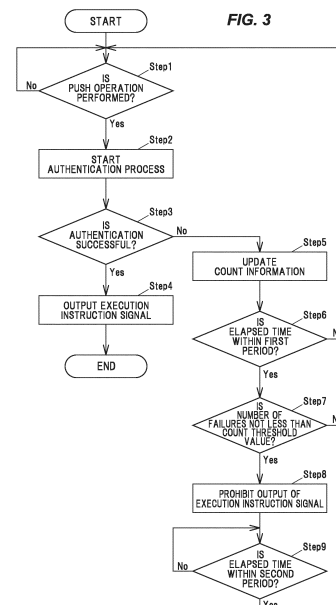 FIG. 3
START
Step1
IS
PUSH OPERATION
PERFORMED?
No
Yes
Step2
START
AUTHENTICATION PROCESS
Step3
IS
AUTHENTICATION
SUCCESSFUL?
No
Yes
Step4
OUTPUT EXECUTION
INSTRUCTION SIGNAL
END
Step5
UPDATE
COUNT INFORMATION
Step6
IS
ELAPSED TIME
WITHIN FIRST
PERIOD?
Yes
Step7
IS
NUMBER OF
FAILURES NOT LESS THAN
COUNT THRESHOLD
VALUE?
Yes
Step8
PROHIBIT OUTPUT OF
EXECUTION INSTRUCTION SIGNAL
Step9
IS
ELAPSED TIME
WITHIN SECOND
PERIOD?
No
Yes